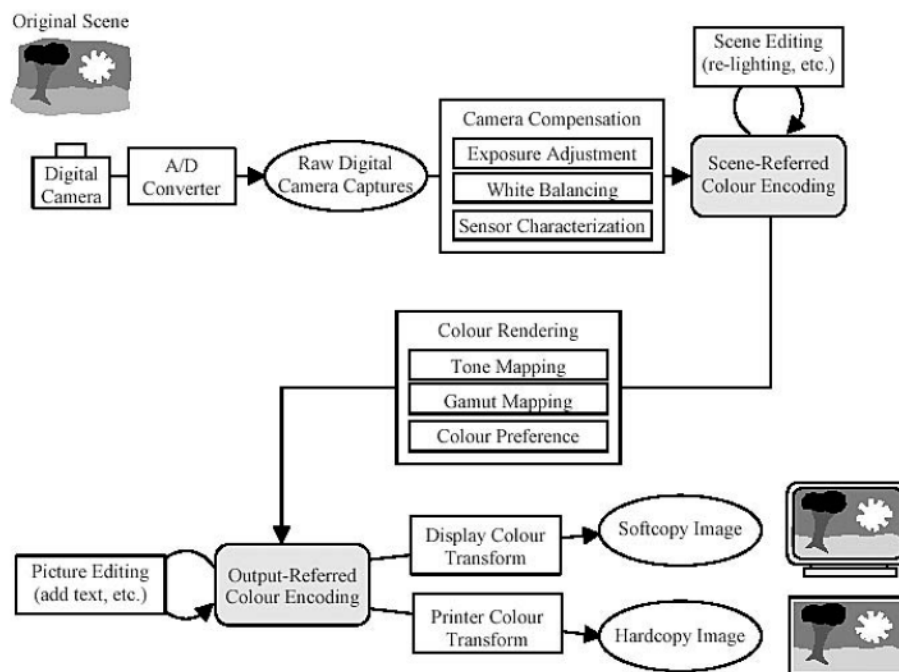 Original Scene
Scene Editing
(re-lighting, etc.)
Digital
Camera
A/D
Converter
Raw Digital
Camera Captures
Camera Compensation
Exposure Adjustment
White Balancing
Sensor Characterization
Scene-Referred
Colour Encoding
Colour Rendering
Tone Mapping
Gamut Mapping
Colour Preference
Picture Editing
(add text, etc.)
Output-Referred
Colour Encoding
Display Colour
Transform
Softcopy Image
Printer Colour
Transform
Hardcopy Image